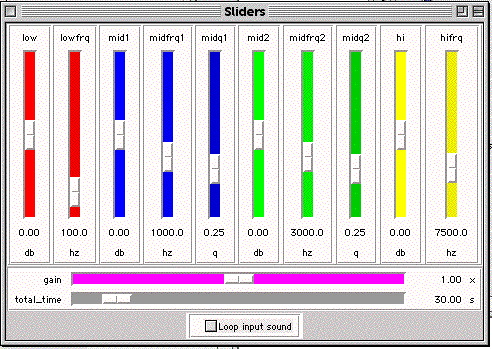 Sliders
low lowfrq mid1 midfrq1 midq1 mid2 midfrq2 midq2 hi hifrq
0.00 100.0 0.00 1000.0 0.25 0.00 3000.0 0.25 0.00 7500.0
db hz db hz q db hz q db hz
gain 1.00 x
total_time 30.00 s
Loop input sound